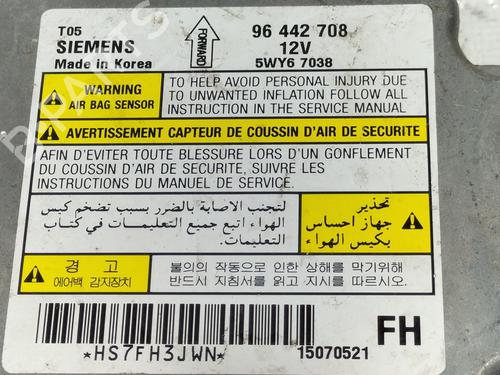 T05
SIEMENS
Made in Korea
FORWARD
96 442 708
12V
5WY6 7038
WARNING
AIR BAG SENSOR
TO HELP AVOID PERSONAL INJURY DUE
TO UNWANTED INFLATION FOLLOW ALL
INSTRUCTION IN THE SERVICE MANUAL
AVERTISSEMENT CAPTEUR DE COUSSIN D'AIR DE SECURITE
AFIN D'EVITER TOUTE BLESSURE LORS D'UN GONFLEMENT
DU COUSSIN D'AIR DE SECURITE, SUIVRE LES
INSTRUCTIONS DU MANUEL DE SERVICE.
لتجنب الاصابة بالضرر بسبب تضخم كيس
الهواء اتبع جميع التعليمات في كتاب
التعليمات.
تحذير
جهاز احساس
بكيس الهواء
경 고
에어백 감지장치
불의의 작동으로 인한 상해를 막기위해
반드시 지침서를 읽고 지시를 따르십시오.
*HS7FH3JWN*
FH
15070521